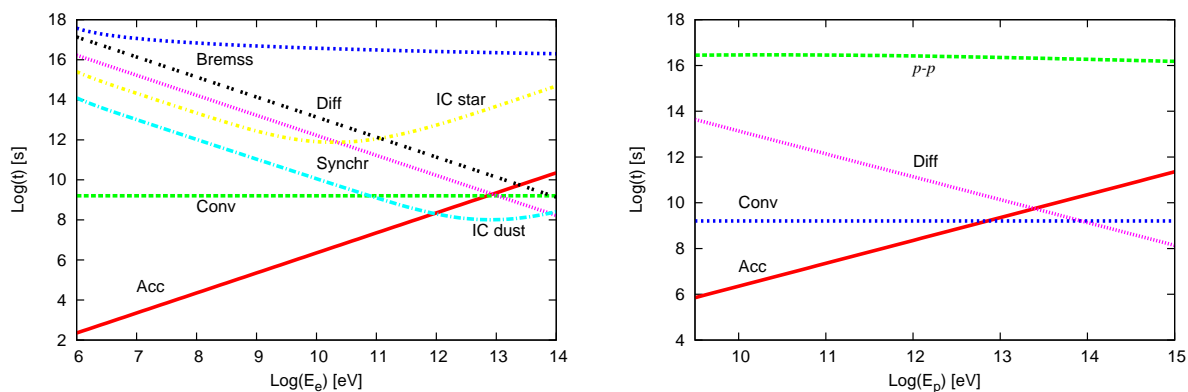 Log(t) [s]
18
16
14
12
10
8
6
4
2
Bremss
Diff
IC star
Synchr
Conv
IC dust
Acc
6 7 8 9 10 11 12 13 14
Log(E_e) [eV]
Log(t) [s]
18
16
14
12
10
8
6
4
p-p
Diff
Conv
Acc
10 11 12 13 14 15
Log(E_p) [eV]